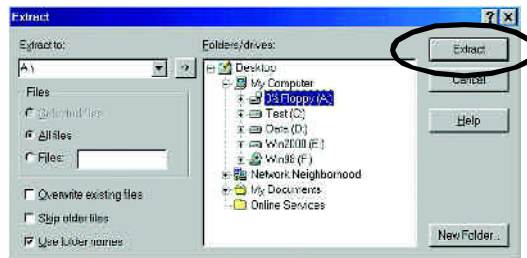 Extract
Extract to:
A:\
Files
Selected files
All files
Files:
Overwrite existing files
Skip older files
Use folder names
Folders/drives:
Desktop
My Computer
3½ Floppy (A:)
Test (C:)
Data (D:)
Win2000 (E:)
Win98 (F:)
Network Neighborhood
My Documents
Online Services
Extract
Cancel
Help
New Folder...